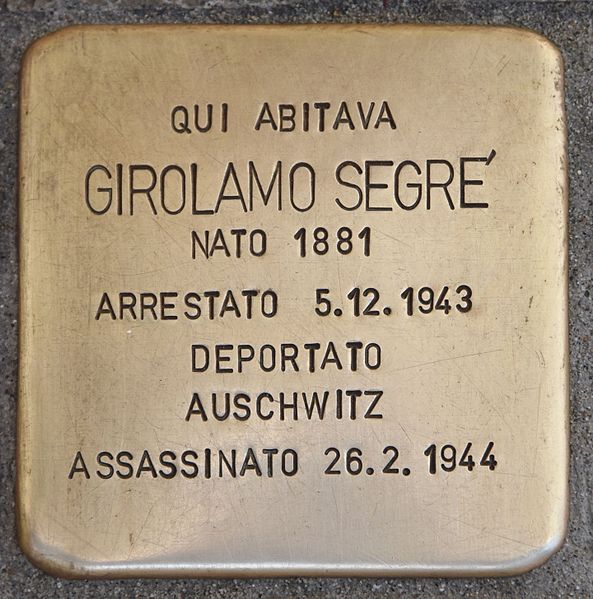 QUI ABITAVA
GIROLAMO SEGRE´
NATO 1881
ARRESTATO 5.12.1943
DEPORTATO
AUSCHWITZ
ASSASSINATO 26.2.1944